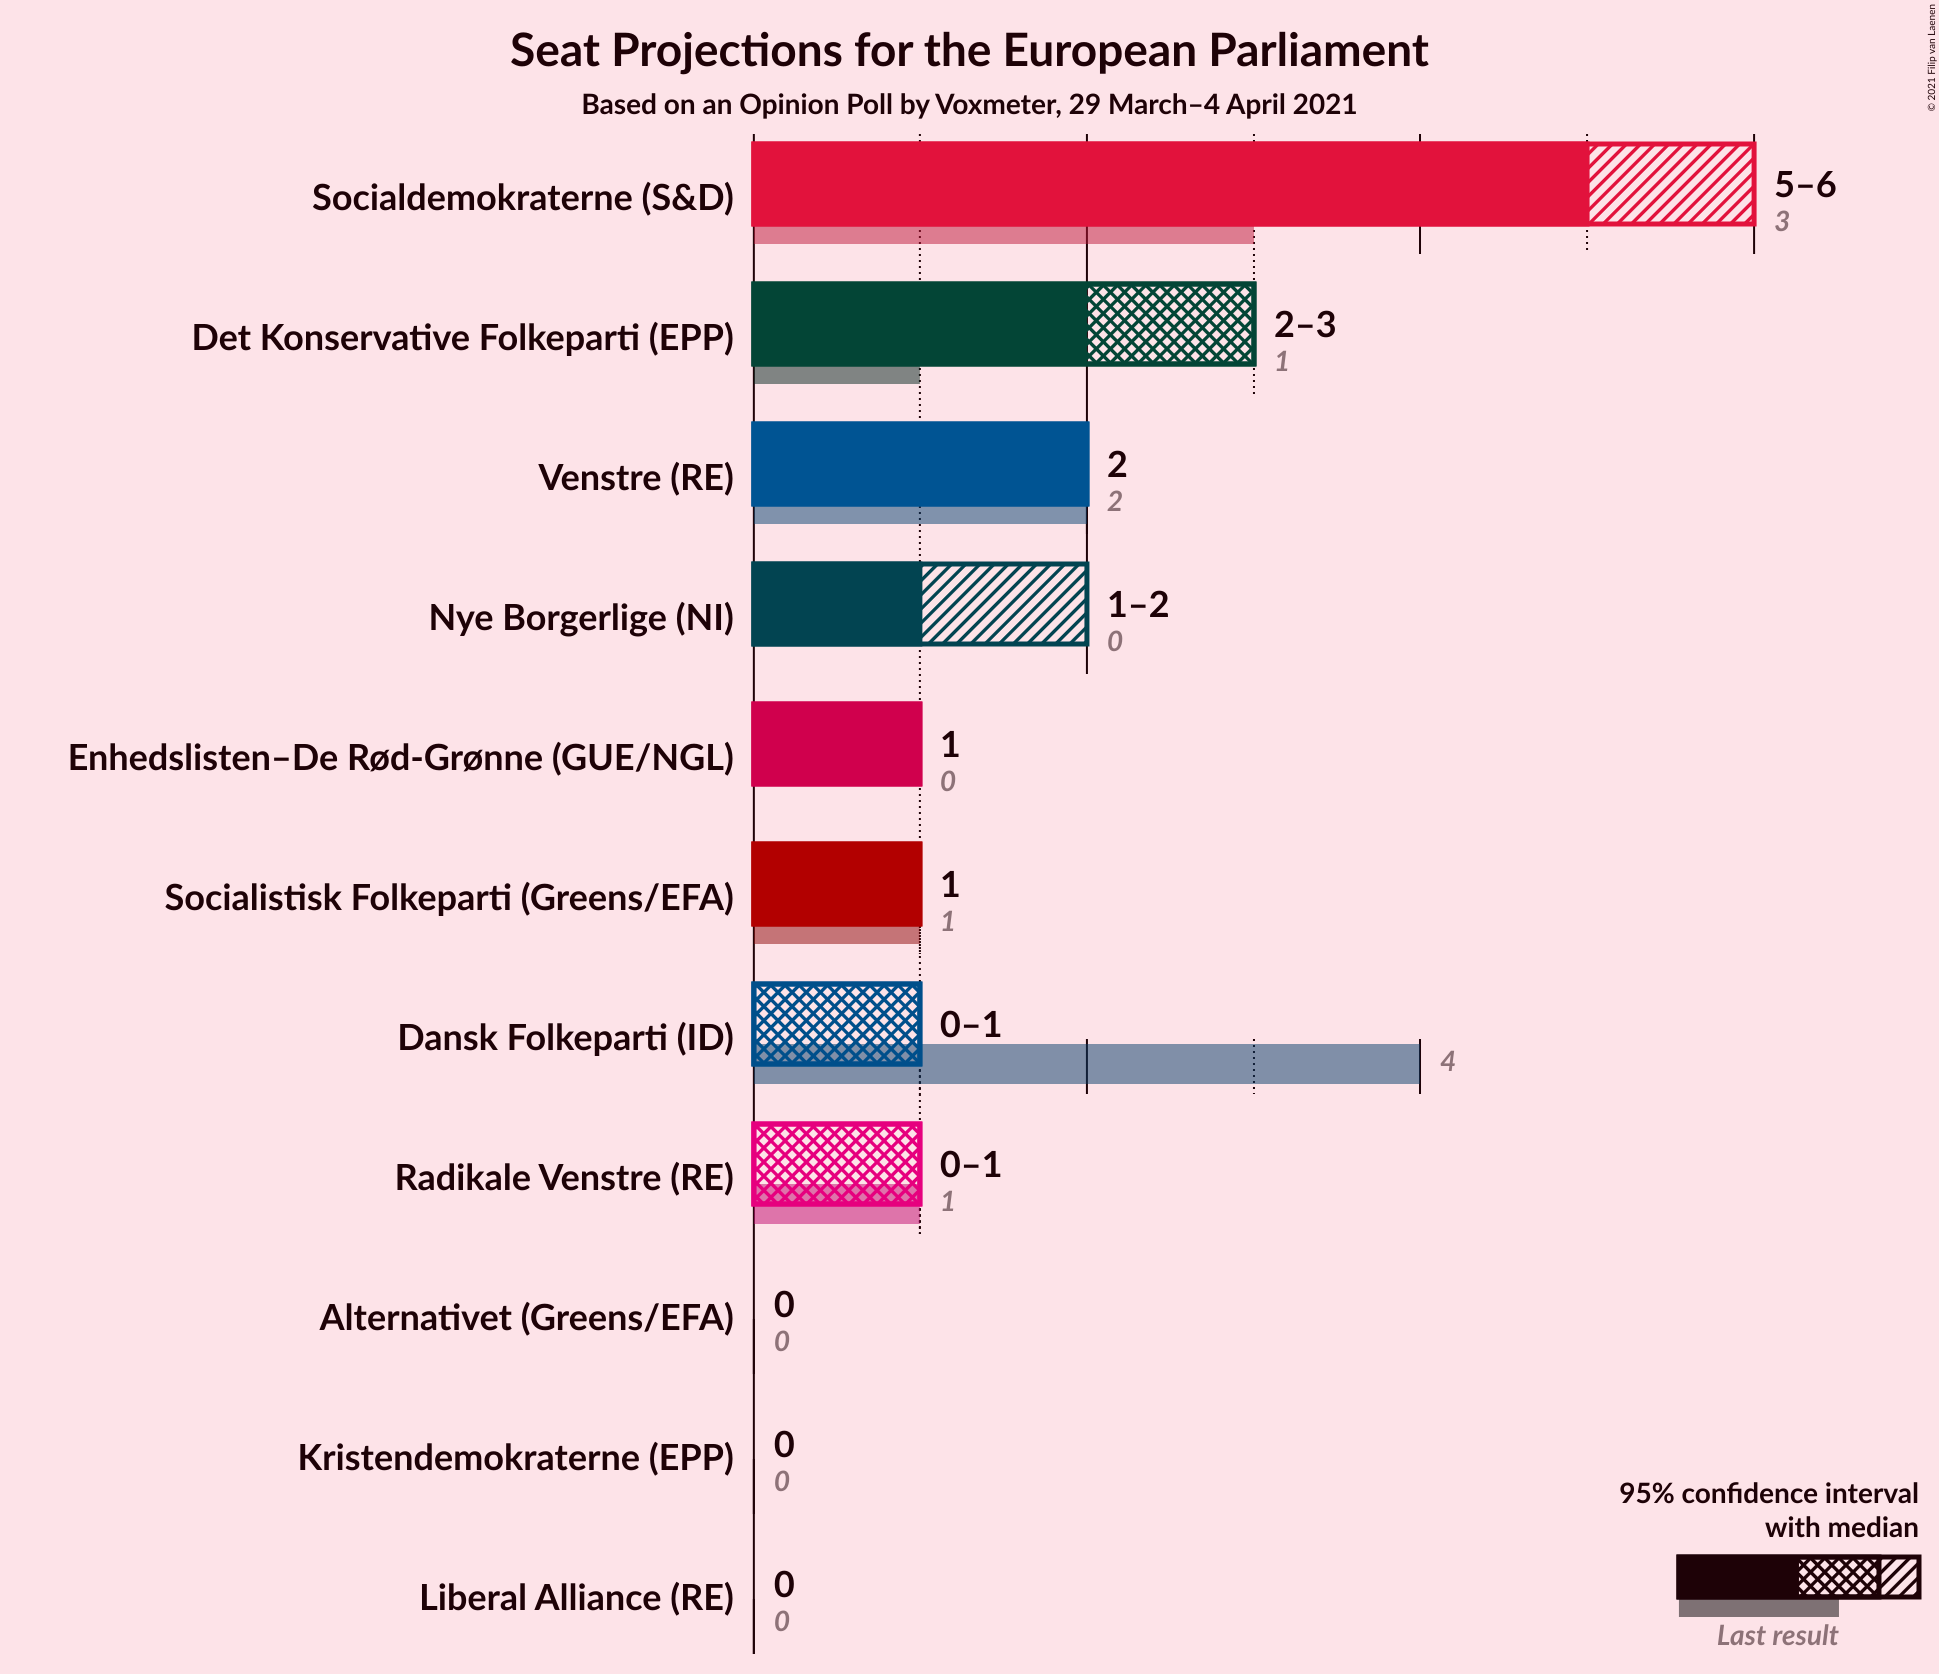 Seat Projections for the European Parliament
Based on an Opinion Poll by Voxmeter, 29 March–4 April 2021
© 2021 Filip van Laenen
Socialdemokraterne (S&D)
5–6
3
Det Konservative Folkeparti (EPP)
2–3
1
Venstre (RE)
2
2
Nye Borgerlige (NI)
1–2
0
Enhedslisten–De Rød-Grønne (GUE/NGL)
1
0
Socialistisk Folkeparti (Greens/EFA)
1
1
Dansk Folkeparti (ID)
0–1
4
Radikale Venstre (RE)
0–1
1
Alternativet (Greens/EFA)
0
0
Kristendemokraterne (EPP)
0
0
Liberal Alliance (RE)
0
0
95% confidence interval
with median
Last result